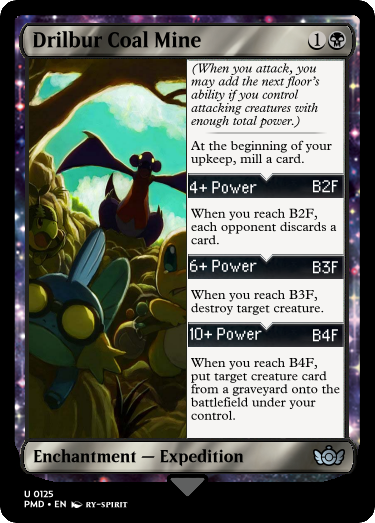 Drilbur Coal Mine
1
(When you attack, you
may add the next floor's
ability if you control
attacking creatures with
enough total power.)
At the beginning of your
upkeep, mill a card.
4+ Power B2F
When you reach B2F,
each opponent discards a
card.
6+ Power B3F
When you reach B3F,
destroy target creature.
10+ Power B4F
When you reach B4F,
put target creature card
from a graveyard onto the
battlefield under your
control.
Enchantment — Expedition
U 0125
PMD • EN RY-SPIRIT